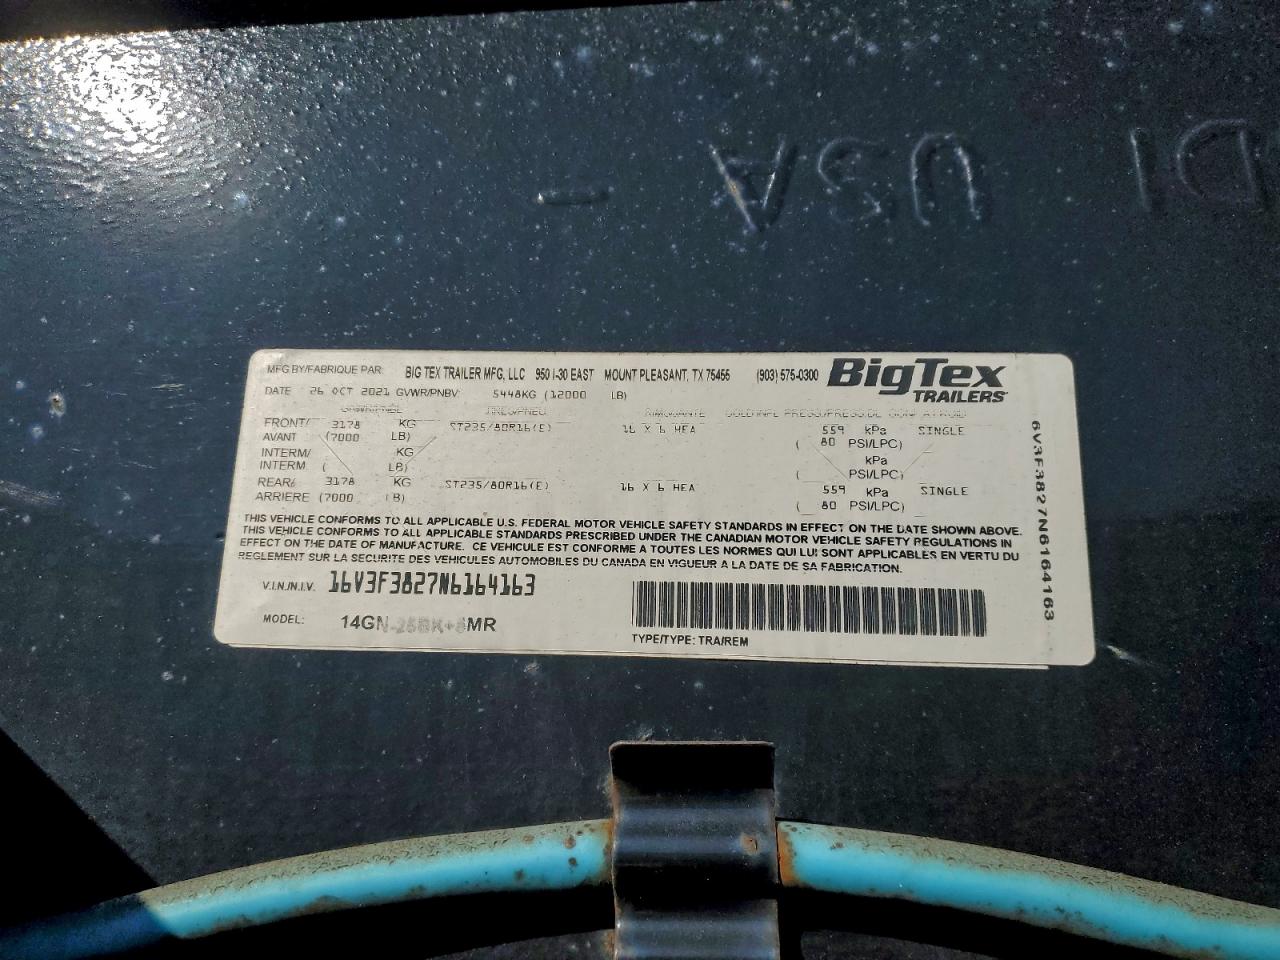 USA
MFG BY/FABRIQUE PAR: BIG TEX TRAILER MFG, LLC 950 I-30 EAST MOUNT PLEASANT, TX 75455 (903) 575-0300 BigTex TRAILERS
DATE 26 OCT 2021 GVWR/PNBV: 5448KG (12000 LB)
FRONT/ 3178 KG ST235/80R16(E) 16 X 6 HEA 559 kPa SINGLE
AVANT (7000 LB) ( 80 PSI/LPC)
INTERM/ KG kPa
INTERM ( LB) ( PSI/LPC)
REAR/ 3178 KG ST235/80R16(E) 16 X 6 HEA 559 kPa SINGLE
ARRIERE (7000 LB) ( 80 PSI/LPC)
THIS VEHICLE CONFORMS TO ALL APPLICABLE U.S. FEDERAL MOTOR VEHICLE SAFETY STANDARDS IN EFFECT ON THE DATE SHOWN ABOVE.
THIS VEHICLE CONFORMS TO ALL APPLICABLE STANDARDS PRESCRIBED UNDER THE CANADIAN MOTOR VEHICLE SAFETY REGULATIONS IN
EFFECT ON THE DATE OF MANUFACTURE. CE VEHICULE EST CONFORME A TOUTES LES NORMES QUI LUI SONT APPLICABLES EN VERTU DU
REGLEMENT SUR LA SECURITE DES VEHICULES AUTOMOBILES DU CANADA EN VIGUEUR A LA DATE DE SA FABRICATION.
V.I.N./N.I.V. 16V3F3827N6164163
MODEL: 14GN-25BK+5MR
TYPE/TYPE: TRA/REM
6V3F3827N6164163